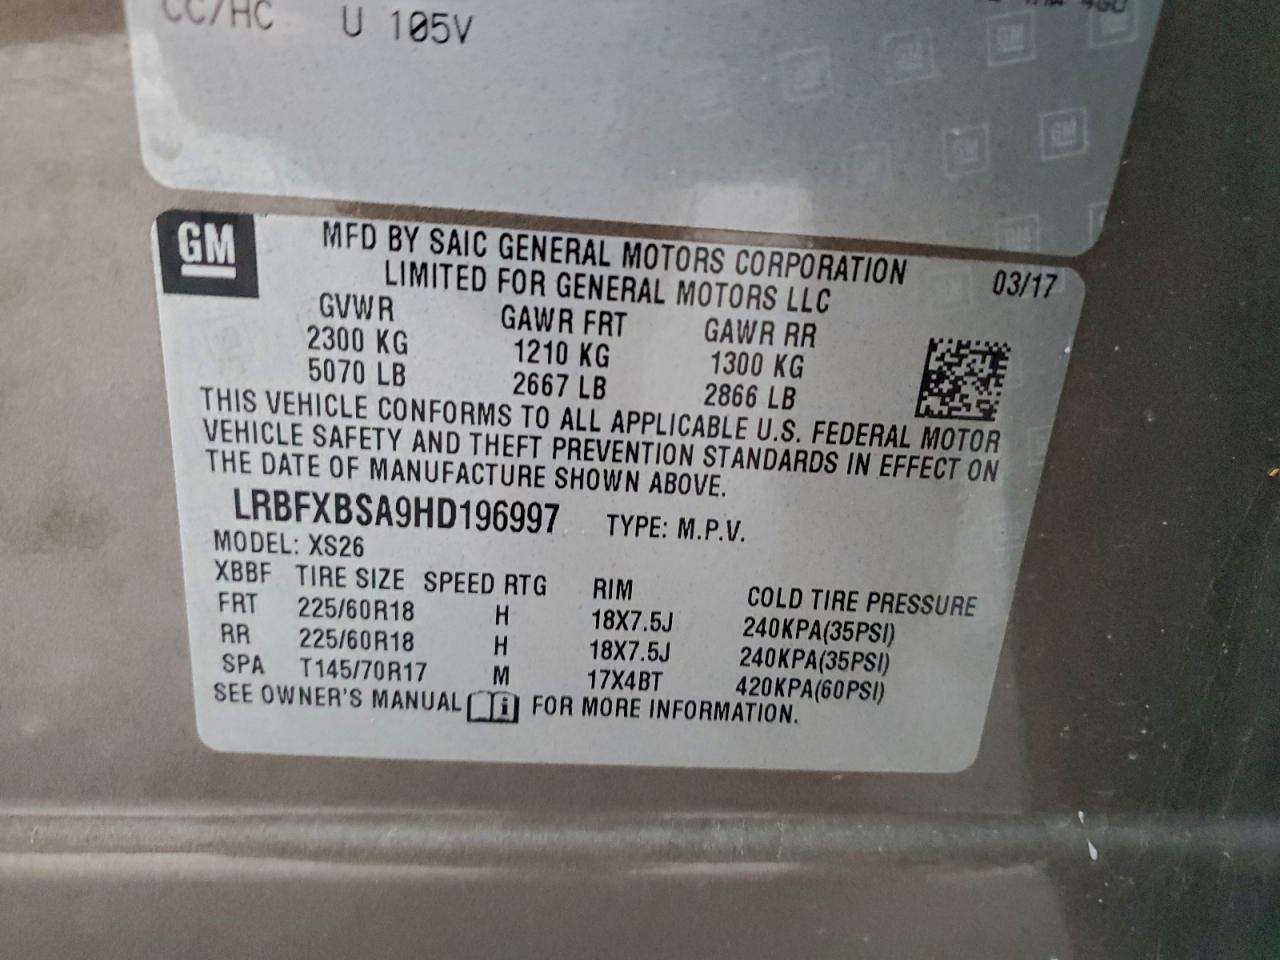 CC/HC U 105V
GM
MFD BY SAIC GENERAL MOTORS CORPORATION 03/17
LIMITED FOR GENERAL MOTORS LLC
GVWR GAWR FRT GAWR RR
2300 KG 1210 KG 1300 KG
5070 LB 2667 LB 2866 LB
THIS VEHICLE CONFORMS TO ALL APPLICABLE U.S. FEDERAL MOTOR
VEHICLE SAFETY AND THEFT PREVENTION STANDARDS IN EFFECT ON
THE DATE OF MANUFACTURE SHOWN ABOVE.
LRBFXBSA9HD196997 TYPE: M.P.V.
MODEL: XS26
XBBF TIRE SIZE SPEED RTG RIM COLD TIRE PRESSURE
FRT 225/60R18 H 18X7.5J 240KPA(35PSI)
RR 225/60R18 H 18X7.5J 240KPA(35PSI)
SPA T145/70R17 M 17X4BT 420KPA(60PSI)
SEE OWNER'S MANUAL i FOR MORE INFORMATION.